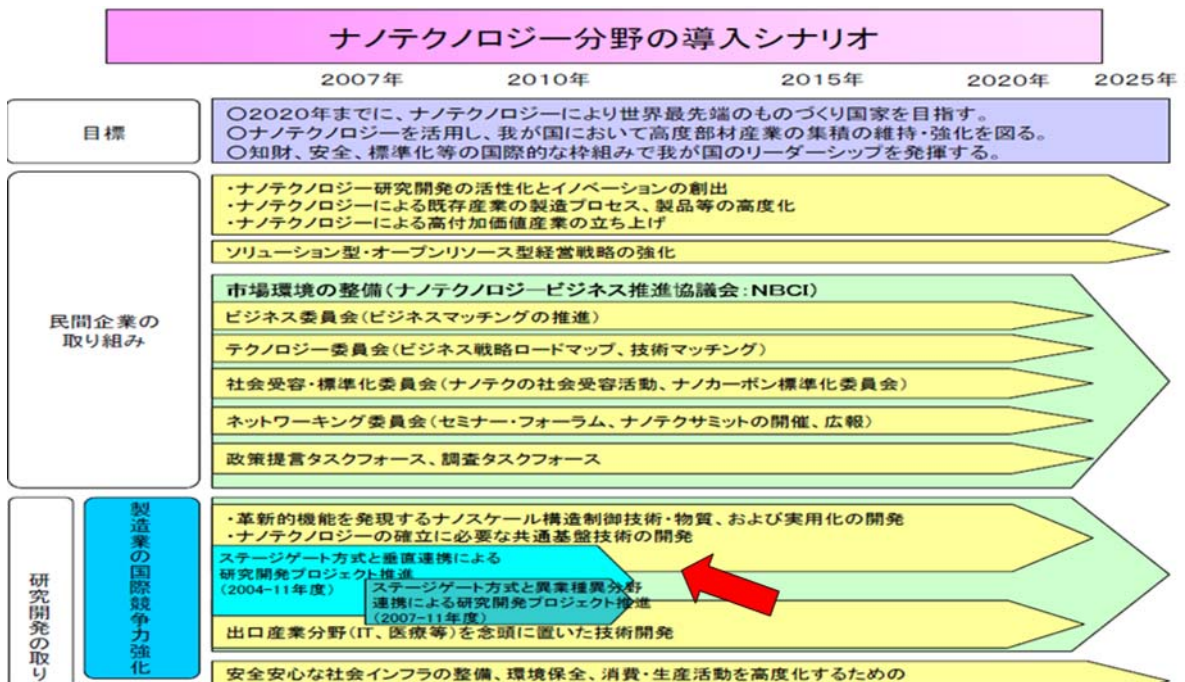 ナノテクノロジー分野の導入シナリオ
2007年 2010年 2015年 2020年 2025年
目標
○2020年までに、ナノテクノロジーにより世界最先端のものづくり国家を目指す。
○ナノテクノロジーを活用し、我が国において高度部材産業の集積の維持・強化を図る。
○知財、安全、標準化等の国際的な枠組みで我が国のリーダーシップを発揮する。
民間企業の
取り組み
・ナノテクノロジー研究開発の活性化とイノベーションの創出
・ナノテクノロジーによる既存産業の製造プロセス、製品等の高度化
・ナノテクノロジーによる高付加価値産業の立ち上げ
ソリューション型・オープンリソース型経営戦略の強化
市場環境の整備(ナノテクノロジービジネス推進協議会:NBCI)
ビジネス委員会(ビジネスマッチングの推進)
テクノロジー委員会(ビジネス戦略ロードマップ、技術マッチング)
社会受容・標準化委員会(ナノテクの社会受容活動、ナノカーボン標準化委員会)
ネットワーキング委員会(セミナー・フォーラム、ナノテクサミットの開催、広報)
政策提言タスクフォース、調査タスクフォース
研究開発の取り
製造業の国際競争力強化
・革新的機能を発現するナノスケール構造制御技術・物質、および実用化の開発
・ナノテクノロジーの確立に必要な共通基盤技術の開発
ステージゲート方式と垂直連携による
研究開発プロジェクト推進
(2004-11年度)
ステージゲート方式と異業種異分野
連携による研究開発プロジェクト推進
(2007-11年度)
出口産業分野(IT、医療等)を念頭に置いた技術開発
安全安心な社会インフラの整備、環境保全、消費・生産活動を高度化するための